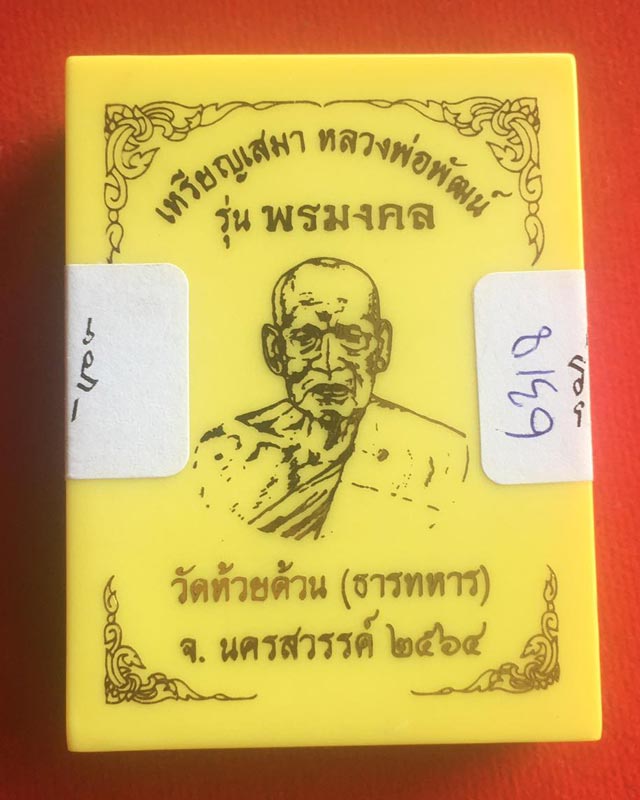 เหรียญเสมา หลวงพ่อพัฒน์
รุ่น พรมงคล
วัดห้วยด้วน (ธารทหาร)
จ. นครสวรรค์ ๒๕๖๔